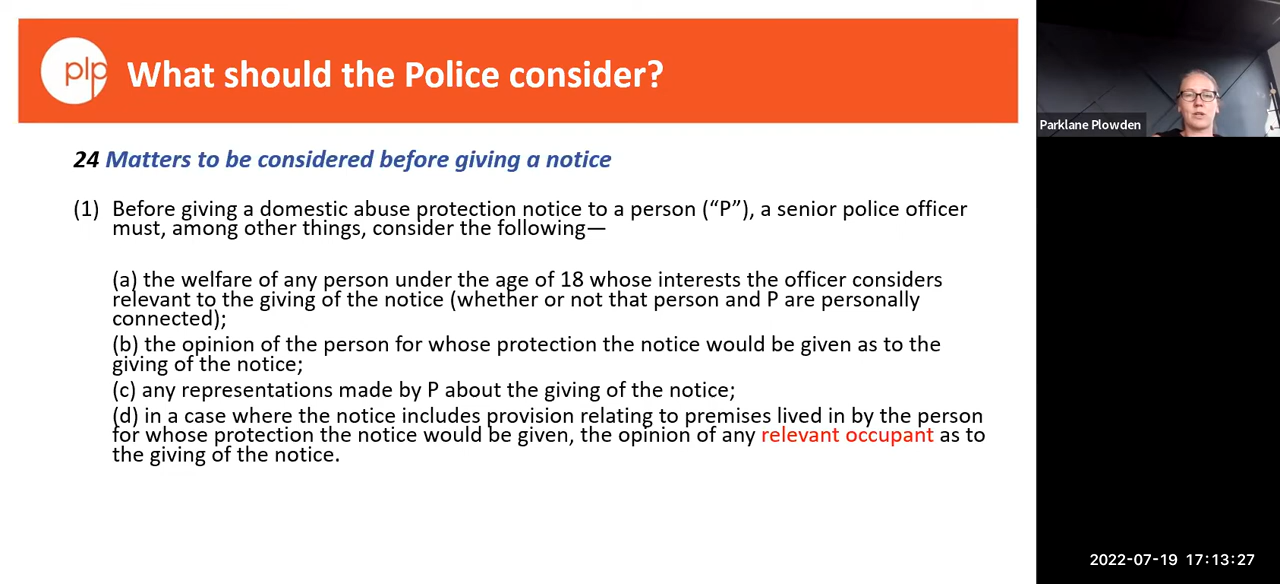 plp
What should the Police consider?
Parklane Plowden
24 Matters to be considered before giving a notice
(1) Before giving a domestic abuse protection notice to a person (“P”), a senior police officer
must, among other things, consider the following—
(a) the welfare of any person under the age of 18 whose interests the officer considers
relevant to the giving of the notice (whether or not that person and P are personally
connected);
(b) the opinion of the person for whose protection the notice would be given as to the
giving of the notice;
(c) any representations made by P about the giving of the notice;
(d) in a case where the notice includes provision relating to premises lived in by the person
for whose protection the notice would be given, the opinion of any relevant occupant as to
the giving of the notice.
2022-07-19 17:13:27